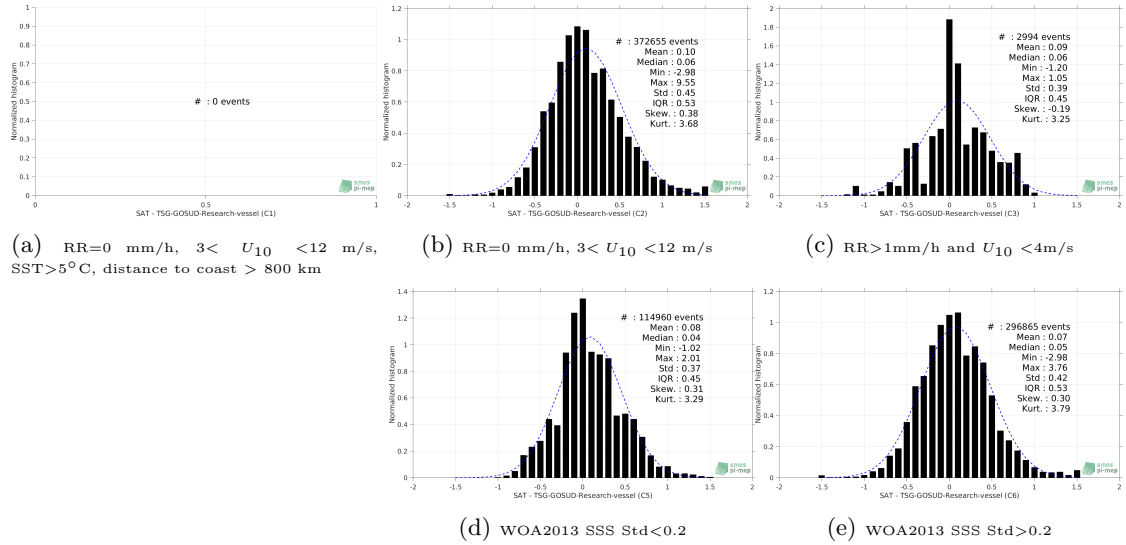 1
0.9
0.8
0.7
0.6
0.5
0.4
0.3
0.2
0.1
0
Normalized histogram
# : 0 events
0 0.5 1
SAT - TSG-GOSUD-Research-vessel (C1)
smos
pi-mep
(a) RR=0 mm/h, 3< U10 <12 m/s,
SST>5°C, distance to coast > 800 km
1.2
1
0.8
0.6
0.4
0.2
0
Normalized histogram
# : 372655 events
Mean : 0.10
Median : 0.06
Min : -2.98
Max : 9.55
Std : 0.45
IQR : 0.53
Skew. : 0.38
Kurt. : 3.68
-2 -1.5 -1 -0.5 0 0.5 1 1.5 2
SAT - TSG-GOSUD-Research-vessel (C2)
smos
pi-mep
(b) RR=0 mm/h, 3< U10 <12 m/s
2
1.8
1.6
1.4
1.2
1
0.8
0.6
0.4
0.2
0
Normalized histogram
# : 2994 events
Mean : 0.09
Median : 0.06
Min : -1.20
Max : 1.05
Std : 0.39
IQR : 0.45
Skew. : -0.19
Kurt. : 3.25
-2 -1.5 -1 -0.5 0 0.5 1 1.5 2
SAT - TSG-GOSUD-Research-vessel (C3)
smos
pi-mep
(c) RR>1mm/h and U10 <4m/s
1.4
1.2
1
0.8
0.6
0.4
0.2
0
Normalized histogram
# : 114960 events
Mean : 0.08
Median : 0.04
Min : -1.02
Max : 2.01
Std : 0.37
IQR : 0.45
Skew. : 0.31
Kurt. : 3.29
-2 -1.5 -1 -0.5 0 0.5 1 1.5 2
SAT - TSG-GOSUD-Research-vessel (C5)
smos
pi-mep
(d) WOA2013 SSS Std<0.2
1.2
1
0.8
0.6
0.4
0.2
0
Normalized histogram
# : 296865 events
Mean : 0.07
Median : 0.05
Min : -2.98
Max : 3.76
Std : 0.42
IQR : 0.53
Skew. : 0.30
Kurt. : 3.79
-2 -1.5 -1 -0.5 0 0.5 1 1.5 2
SAT - TSG-GOSUD-Research-vessel (C6)
smos
pi-mep
(e) WOA2013 SSS Std>0.2